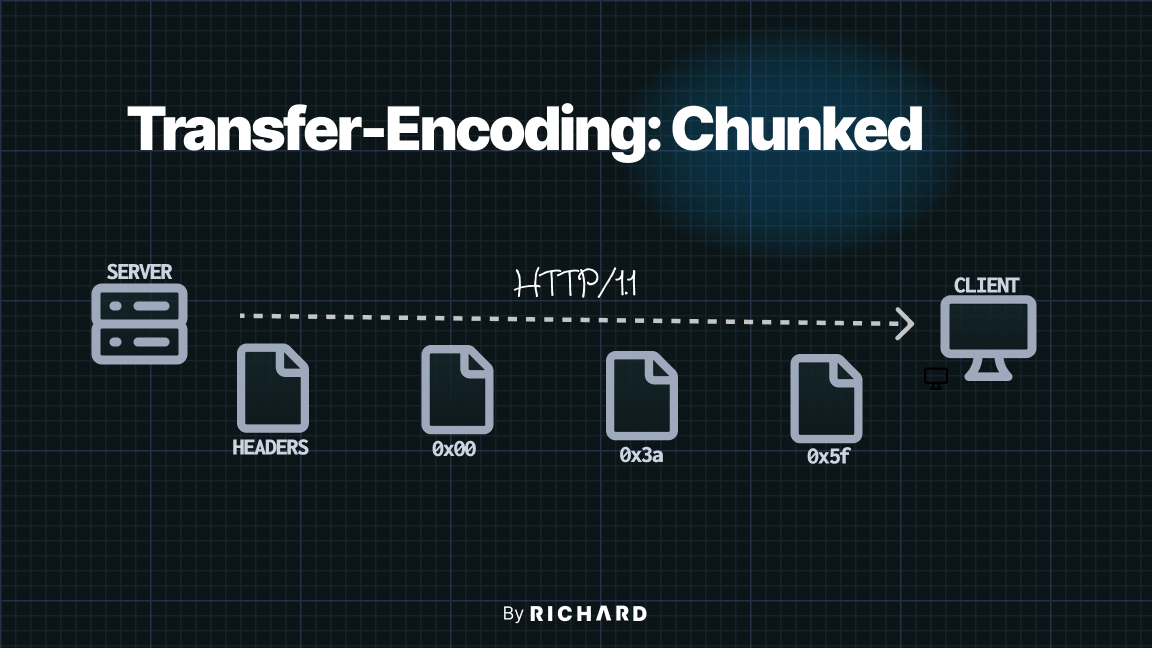 Transfer-Encoding: Chunked
SERVER
HTTP/1.1
CLIENT
HEADERS
0x00
0x3a
0x5f
By RICHARD